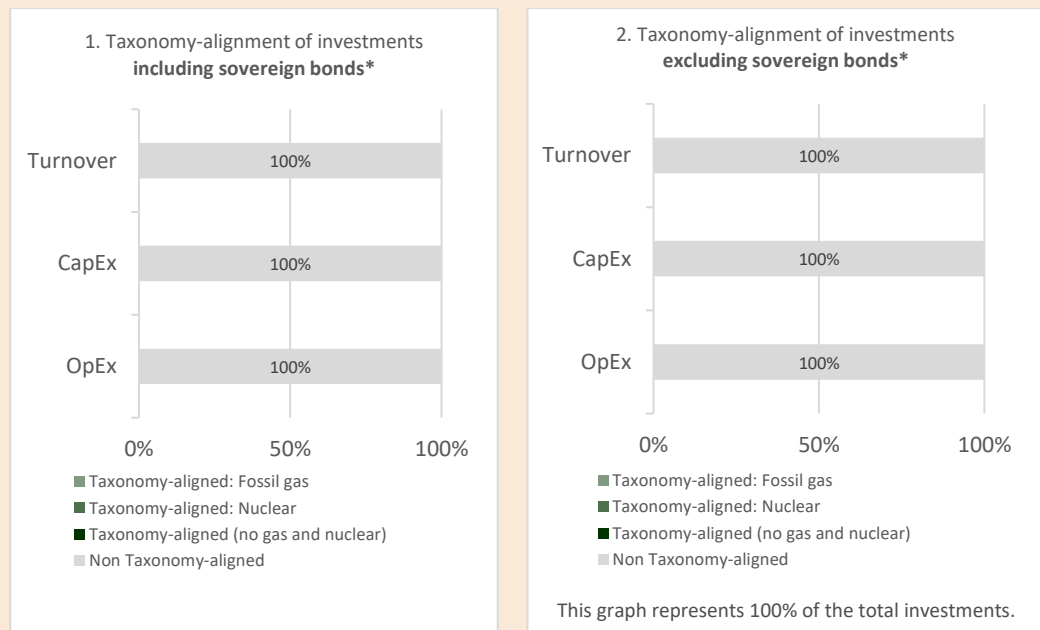 1. Taxonomy-alignment of investments
including sovereign bonds*
Turnover
100%
CapEx
100%
OpEx
100%
0%
50%
100%
Taxonomy-aligned: Fossil gas
Taxonomy-aligned: Nuclear
Taxonomy-aligned (no gas and nuclear)
Non Taxonomy-aligned
2. Taxonomy-alignment of investments
excluding sovereign bonds*
Turnover
100%
CapEx
100%
OpEx
100%
0%
50%
100%
Taxonomy-aligned: Fossil gas
Taxonomy-aligned: Nuclear
Taxonomy-aligned (no gas and nuclear)
Non Taxonomy-aligned
This graph represents 100% of the total investments.